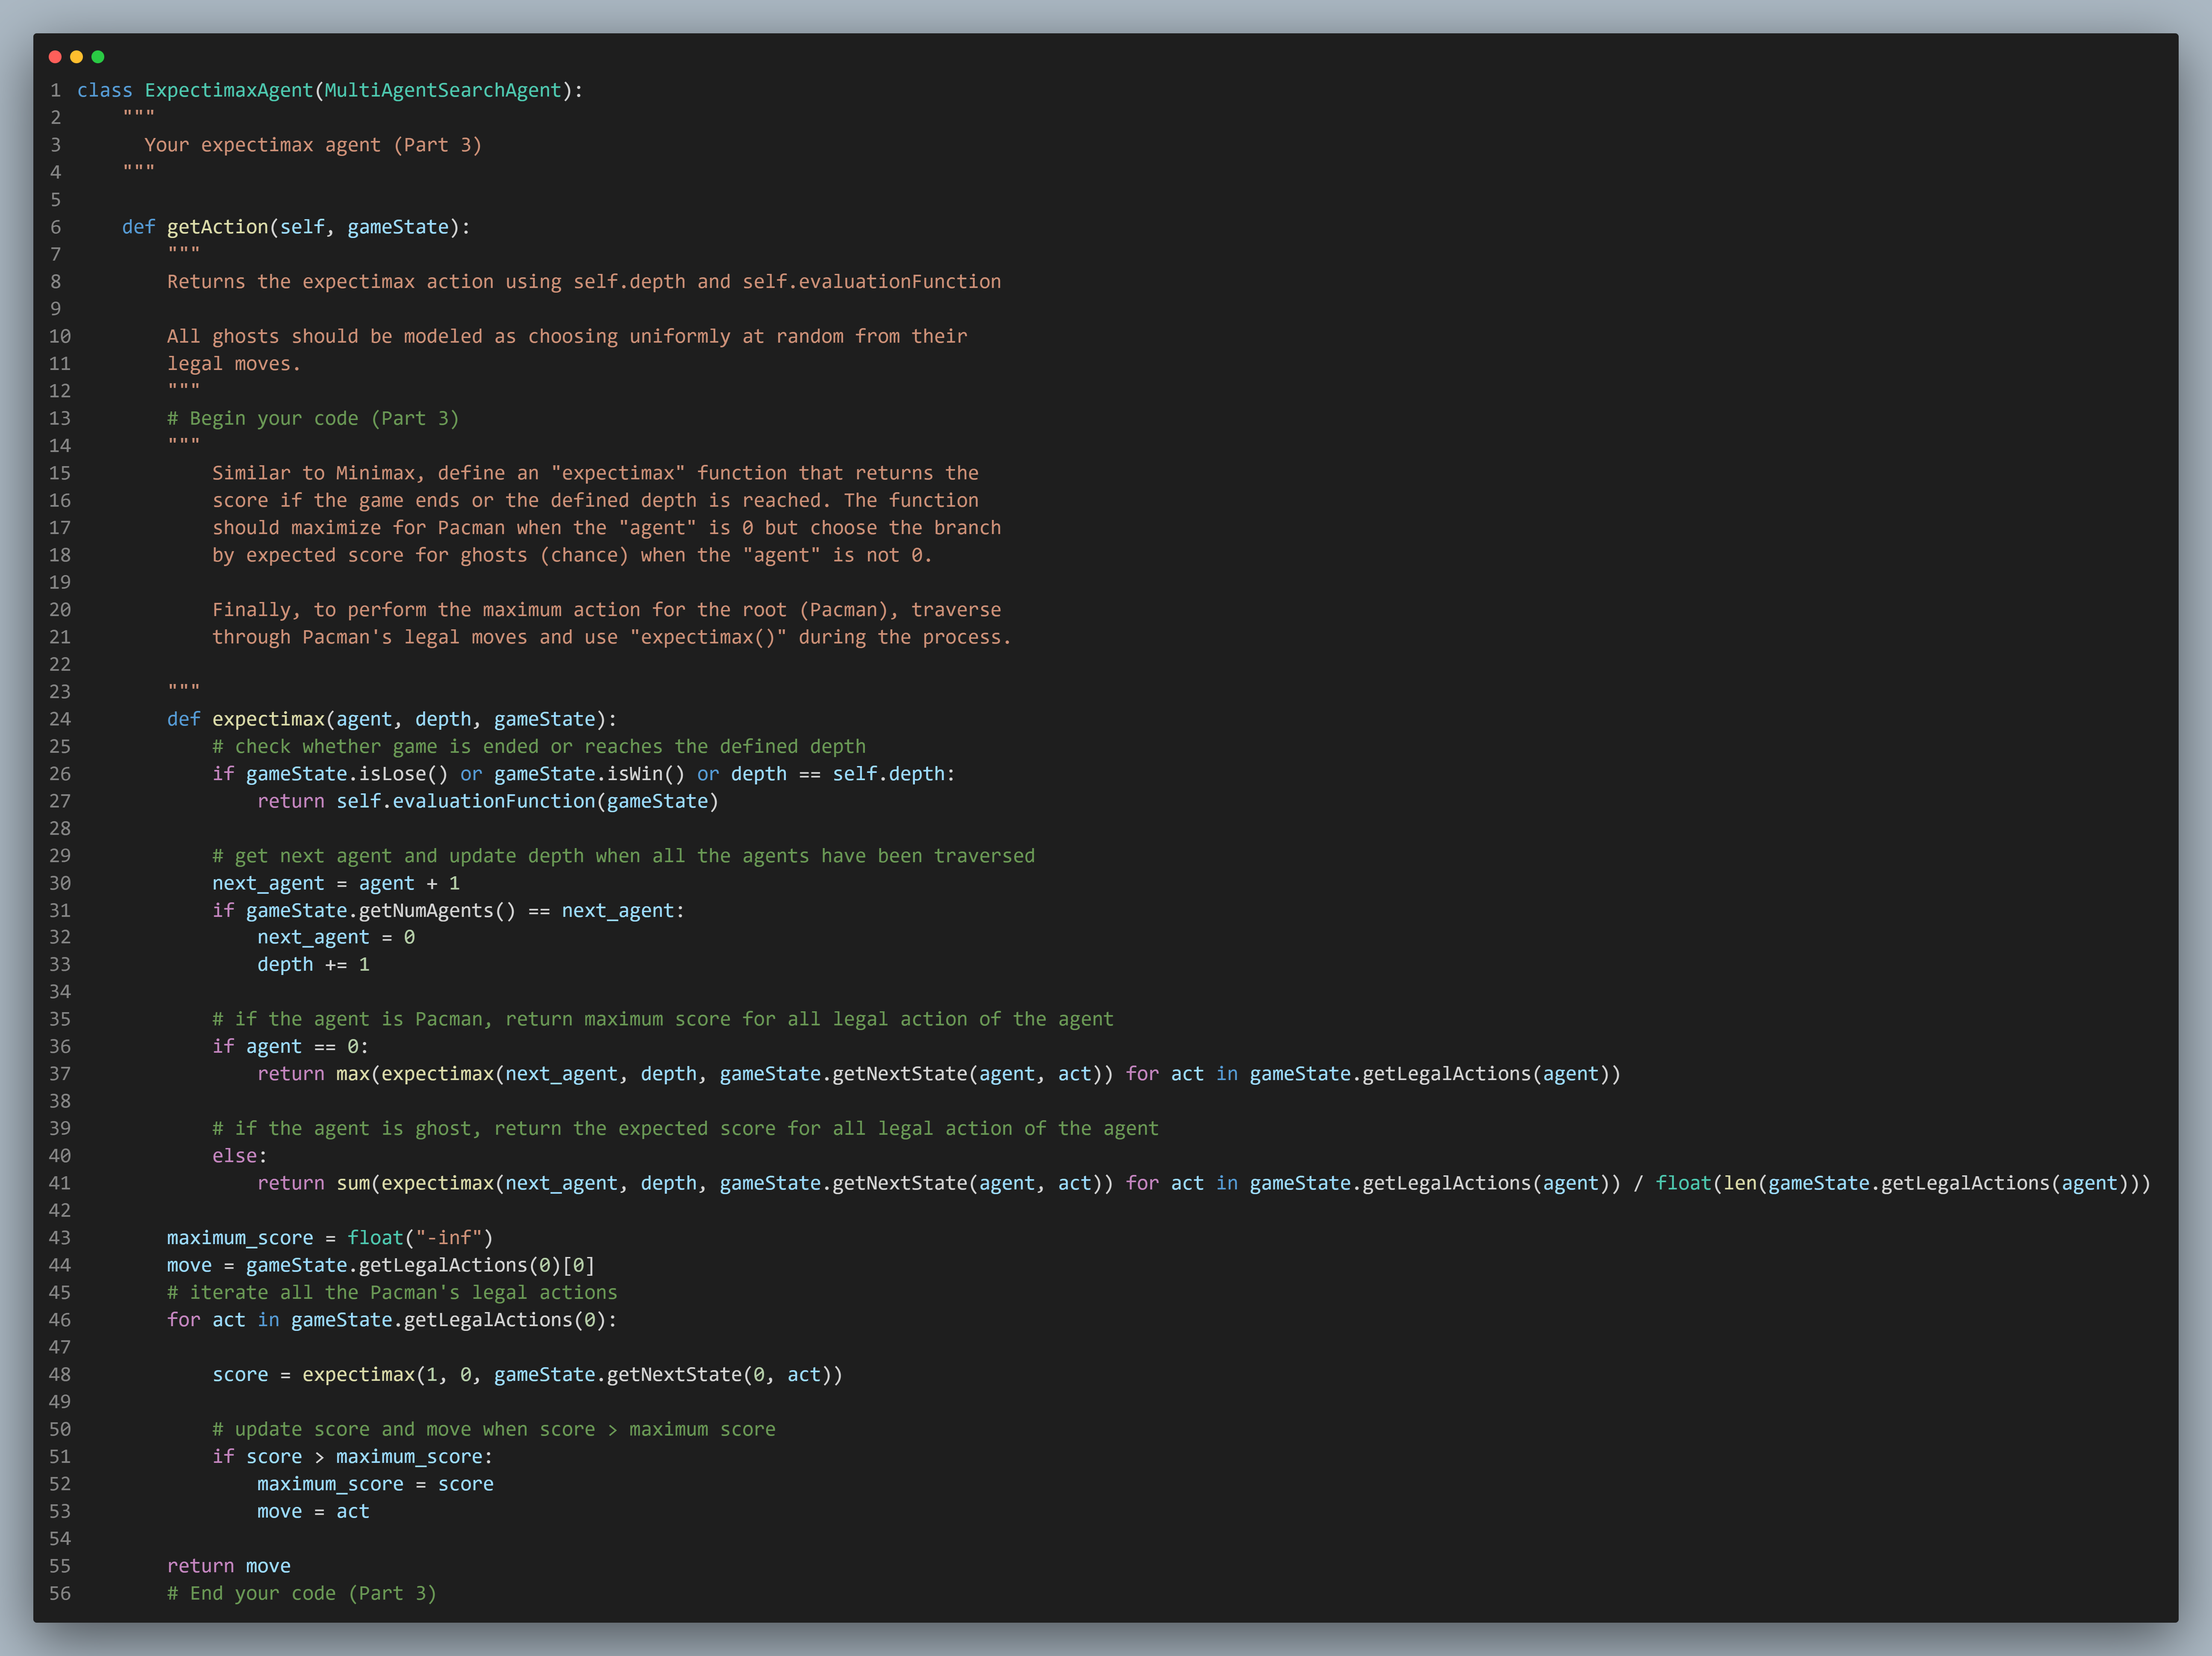 1 class ExpectimaxAgent(MultiAgentSearchAgent):
2     """
3       Your expectimax agent (Part 3)
4     """
5
6     def getAction(self, gameState):
7         """
8         Returns the expectimax action using self.depth and self.evaluationFunction
9
10         All ghosts should be modeled as choosing uniformly at random from their
11         legal moves.
12         """
13         # Begin your code (Part 3)
14         """
15             Similar to Minimax, define an "expectimax" function that returns the
16             score if the game ends or the defined depth is reached. The function
17             should maximize for Pacman when the "agent" is 0 but choose the branch
18             by expected score for ghosts (chance) when the "agent" is not 0.
19
20             Finally, to perform the maximum action for the root (Pacman), traverse
21             through Pacman's legal moves and use "expectimax()" during the process.
22
23         """
24         def expectimax(agent, depth, gameState):
25             # check whether game is ended or reaches the defined depth
26             if gameState.isLose() or gameState.isWin() or depth == self.depth:
27                 return self.evaluationFunction(gameState)
28
29             # get next agent and update depth when all the agents have been traversed
30             next_agent = agent + 1
31             if gameState.getNumAgents() == next_agent:
32                 next_agent = 0
33                 depth += 1
34
35             # if the agent is Pacman, return maximum score for all legal action of the agent
36             if agent == 0:
37                 return max(expectimax(next_agent, depth, gameState.getNextState(agent, act)) for act in gameState.getLegalActions(agent))
38
39             # if the agent is ghost, return the expected score for all legal action of the agent
40             else:
41                 return sum(expectimax(next_agent, depth, gameState.getNextState(agent, act)) for act in gameState.getLegalActions(agent)) / float(len(gameState.getLegalActions(agent)))
42
43         maximum_score = float("-inf")
44         move = gameState.getLegalActions(0)[0]
45         # iterate all the Pacman's legal actions
46         for act in gameState.getLegalActions(0):
47
48             score = expectimax(1, 0, gameState.getNextState(0, act))
49
50             # update score and move when score > maximum score
51             if score > maximum_score:
52                 maximum_score = score
53                 move = act
54
55         return move
56         # End your code (Part 3)